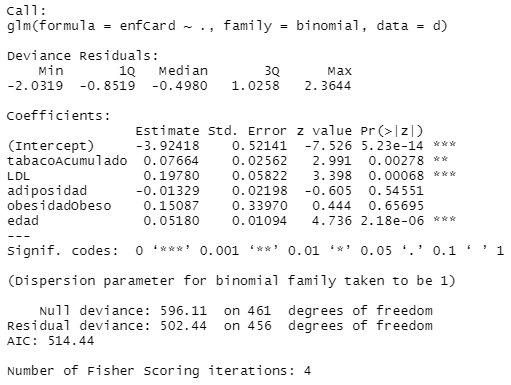 Call:
glm(formula = enfCard ~ ., family = binomial, data = d)
Deviance Residuals:
Min 1Q Median 3Q Max
-2.0319 -0.8519 -0.4980 1.0258 2.3644
Coefficients:
Estimate Std. Error z value Pr(>|z|)
(Intercept) -3.92418 0.52141 -7.526 5.23e-14 ***
tabacoAcumulado 0.07664 0.02562 2.991 0.00278 **
LDL 0.19780 0.05822 3.398 0.00068 ***
adiposidad -0.01329 0.02198 -0.605 0.54551
obesidadObeso 0.15087 0.33970 0.444 0.65695
edad 0.05180 0.01094 4.736 2.18e-06 ***
---
Signif. codes: 0 ‘***’ 0.001 ‘**’ 0.01 ‘*’ 0.05 ‘.’ 0.1 ‘ ’ 1
(Dispersion parameter for binomial family taken to be 1)
Null deviance: 596.11 on 461 degrees of freedom
Residual deviance: 502.44 on 456 degrees of freedom
AIC: 514.44
Number of Fisher Scoring iterations: 4